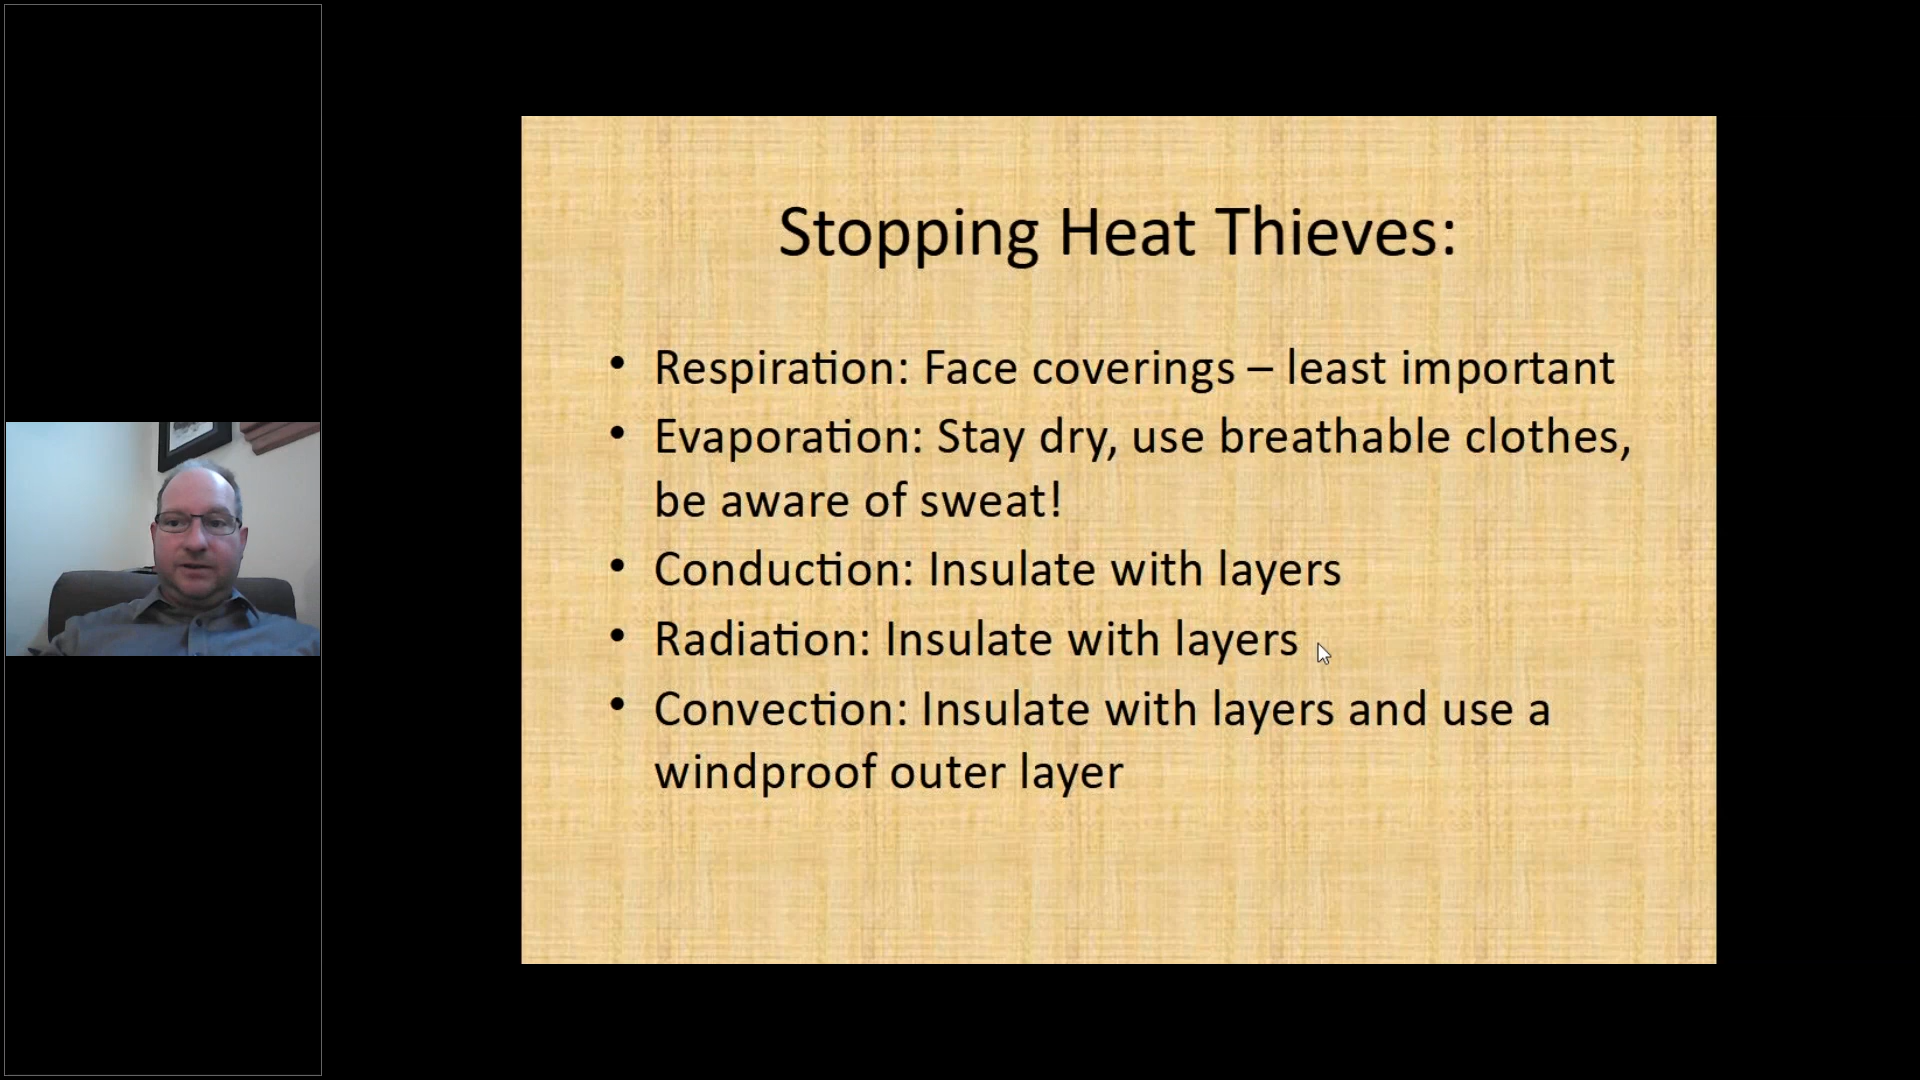 Stopping Heat Thieves:
• Respiration: Face coverings – least important
• Evaporation: Stay dry, use breathable clothes,
be aware of sweat!
• Conduction: Insulate with layers
• Radiation: Insulate with layers
• Convection: Insulate with layers and use a
windproof outer layer